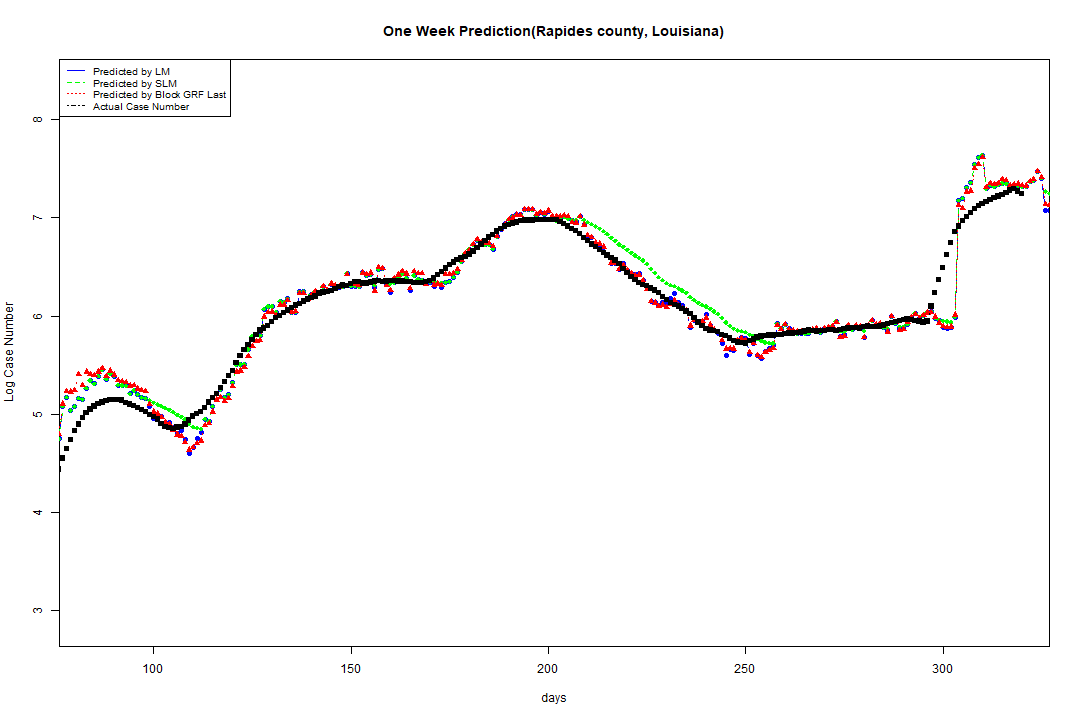 One Week Prediction(Rapides county, Louisiana)
Predicted by LM
Predicted by SLM
Predicted by Block GRF Last
Actual Case Number
8
7
6
5
4
3
Log Case Number
100 150 200 250 300
days